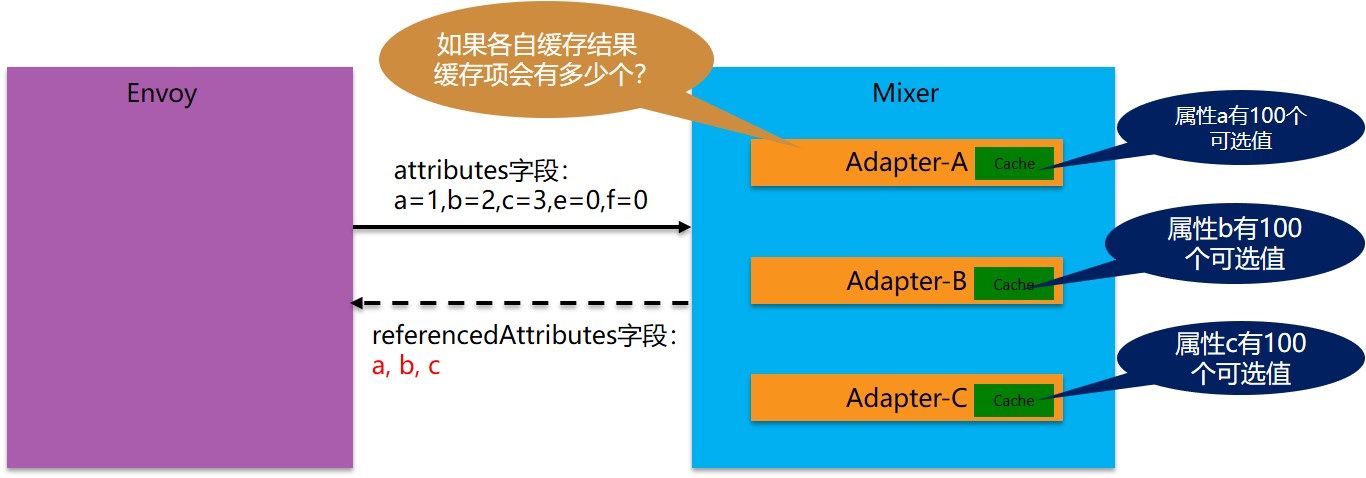 如果各自缓存结果
缓存项会有多少个?
Envoy
Mixer
属性a有100个
可选值
Adapter-A
Cache
attributes字段：
a=1,b=2,c=3,e=0,f=0
属性b有100
个可选值
Adapter-B
Cache
referencedAttributes字段：
a, b, c
属性c有100
个可选值
Adapter-C
Cache